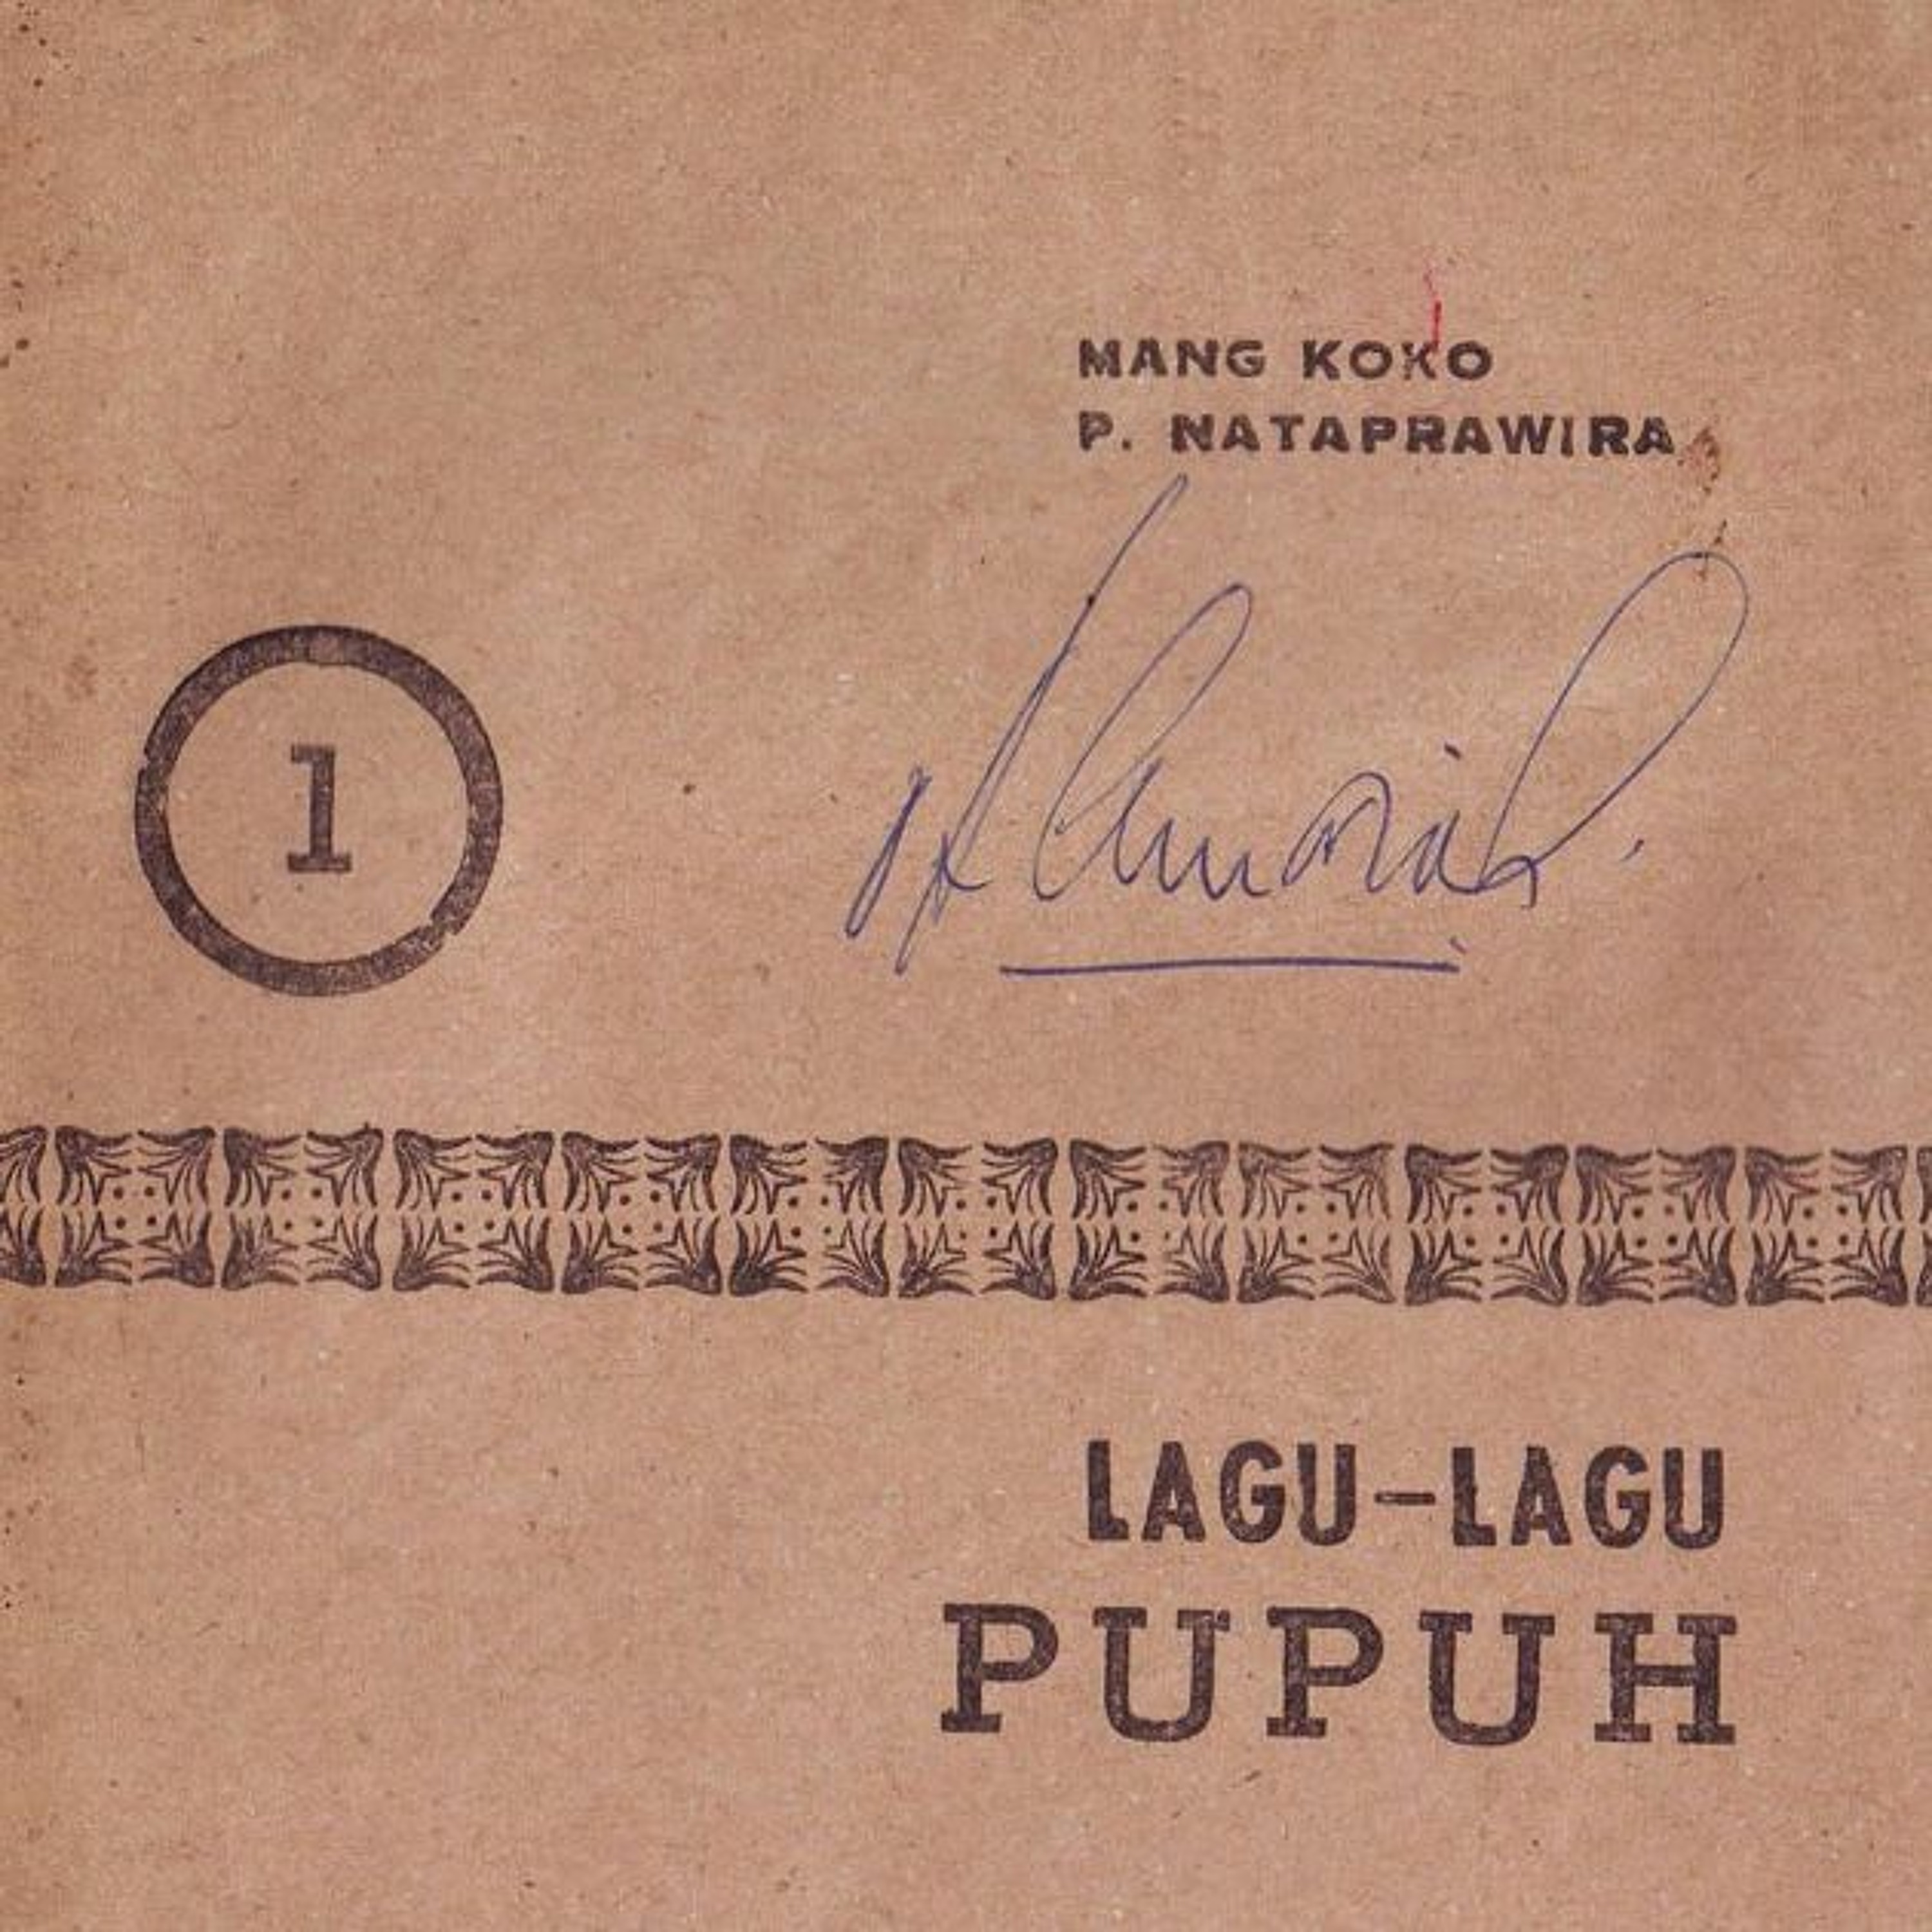 MANG KOKO
P. NATAPRAWIRA
1
LAGU-LAGU
PUPUH